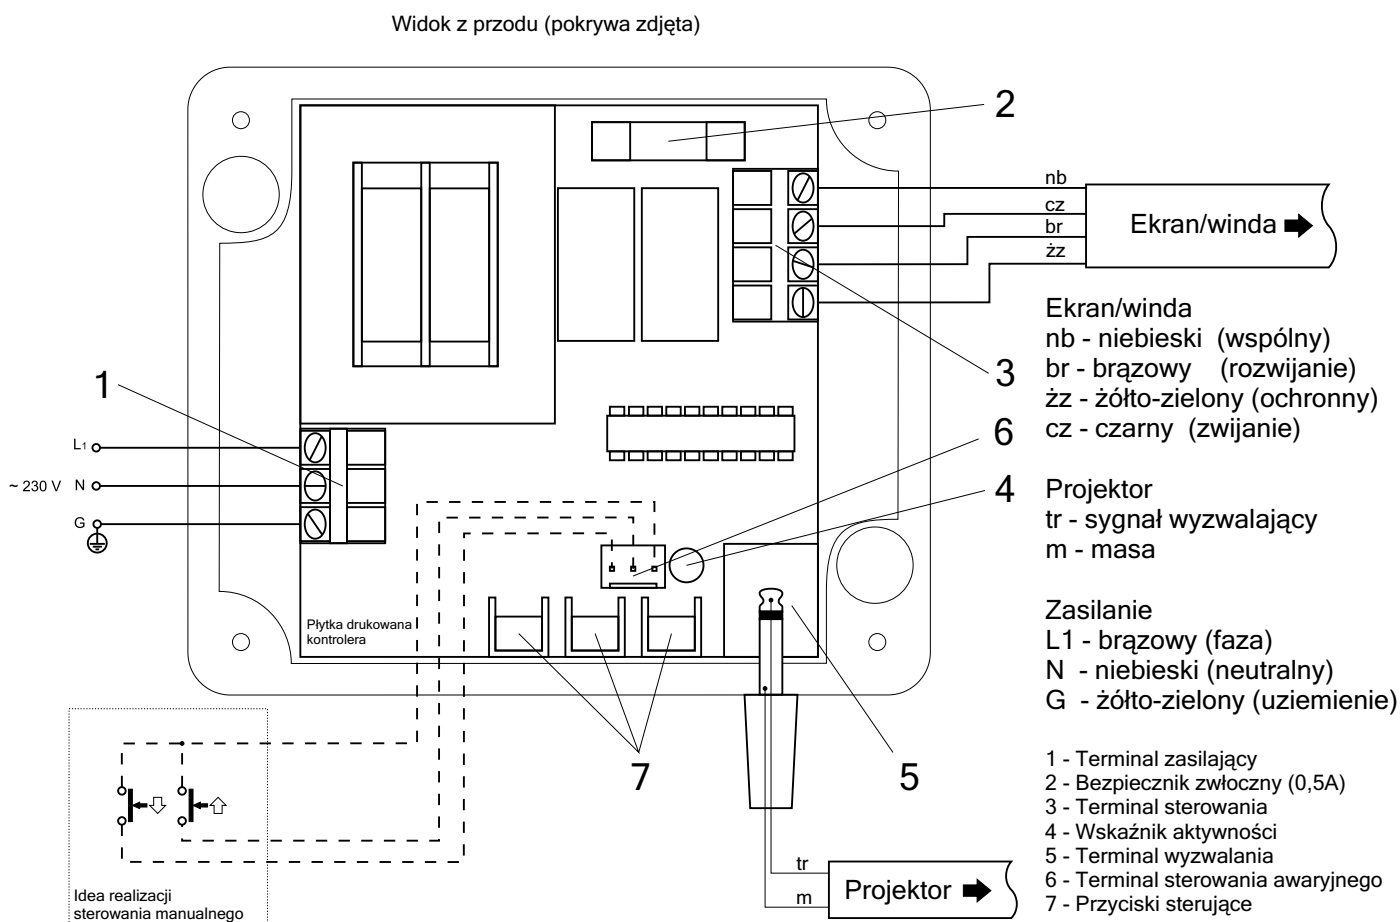 Widok z przodu (pokrywa zdjęta)
2
nb
cz
br
żz
Ekran/winda
1
3
6
4
L1
~ 230 V N
G
Płytka drukowana
kontrolera
7
5
tr
m
Projektor
Idea realizacji
sterowania manualnego
Ekran/winda
nb - niebieski (wspólny)
br - brązowy (rozwijanie)
żz - żółto-zielony (ochronny)
cz - czarny (zwijanie)
Projektor
tr - sygnał wyzwalający
m - masa
Zasilanie
L1 - brązowy (faza)
N - niebieski (neutralny)
G - żółto-zielony (uziemienie)
1 - Terminal zasilający
2 - Bezpiecznik zwłoczny (0,5A)
3 - Terminal sterowania
4 - Wskaźnik aktywności
5 - Terminal wyzwalania
6 - Terminal sterowania awaryjnego
7 - Przyciski sterujące